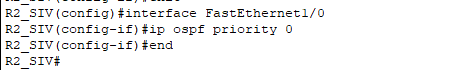 R2_SIV(config)#interface FastEthernet1/0
R2_SIV(config-if)#ip ospf priority 0
R2_SIV(config-if)#end
R2_SIV#